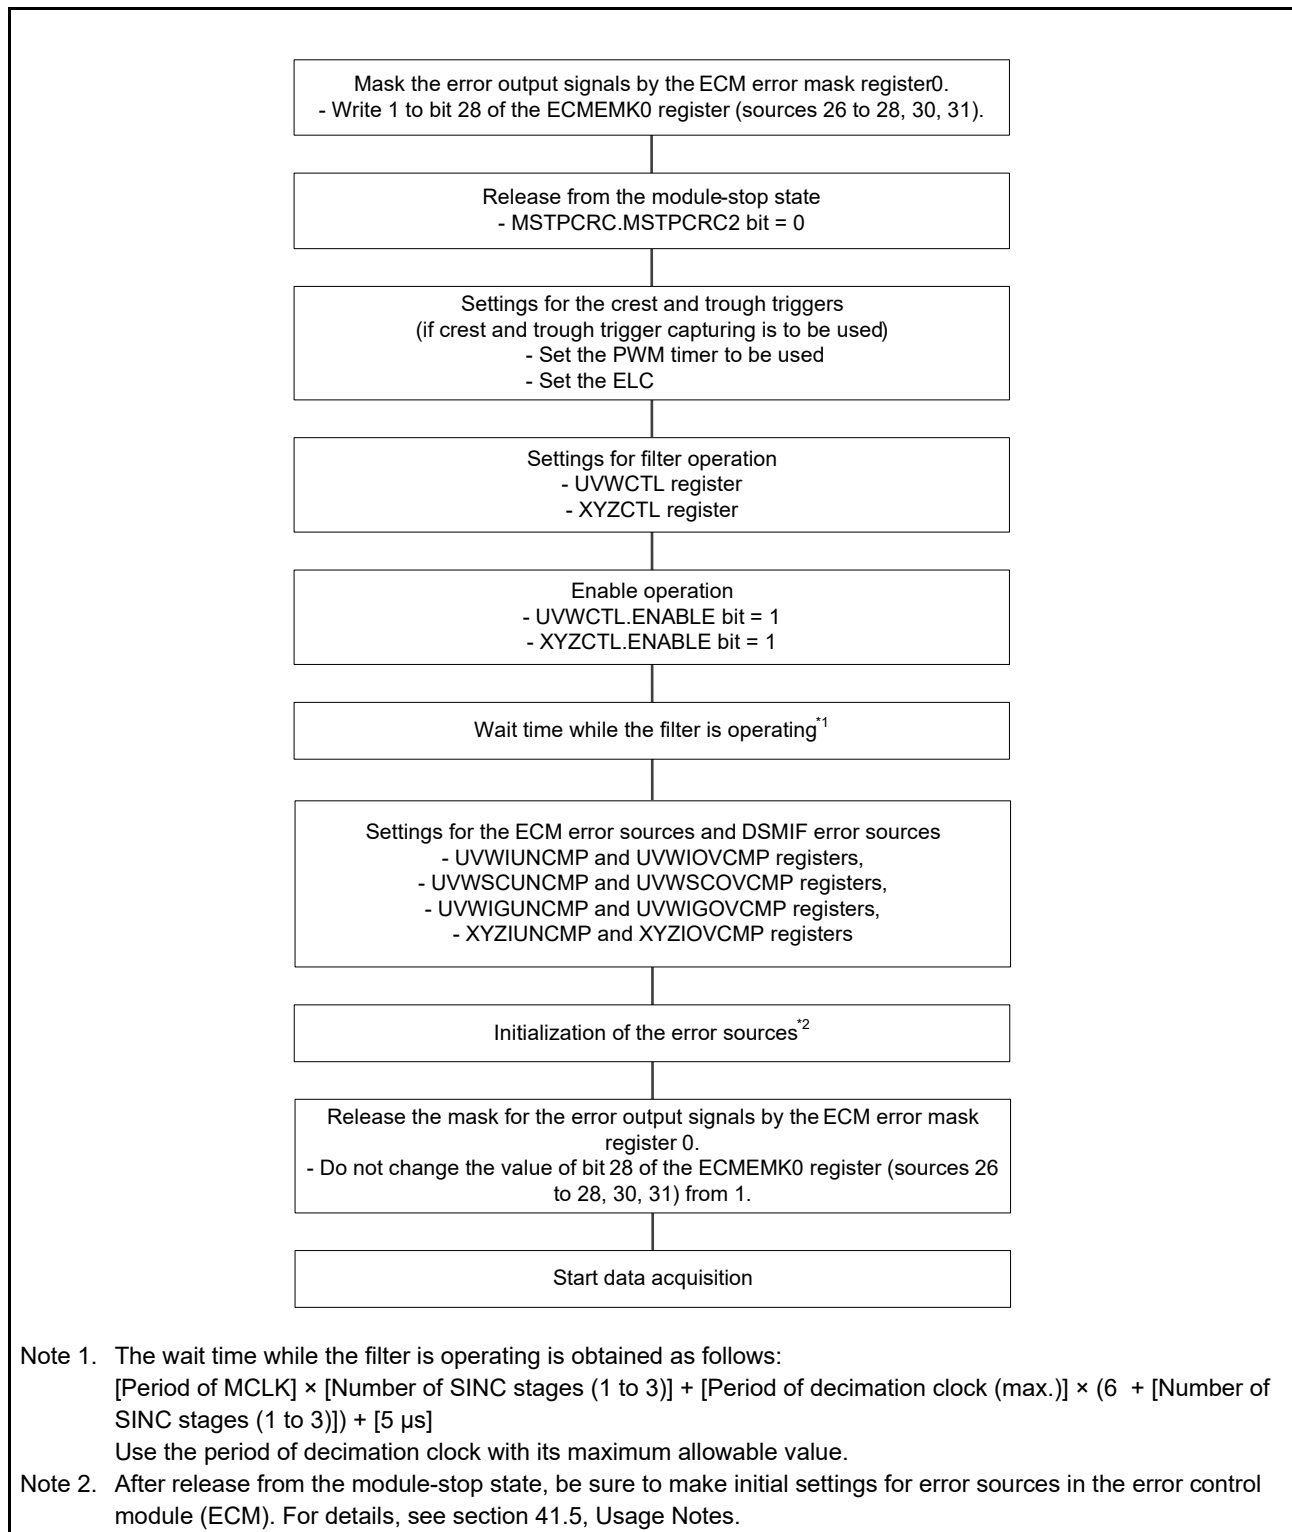 Mask the error output signals by the ECM error mask register0.
- Write 1 to bit 28 of the ECMEMK0 register (sources 26 to 28, 30, 31).
Release from the module-stop state
- MSTPCRC.MSTPCRC2 bit = 0
Settings for the crest and trough triggers
(if crest and trough trigger capturing is to be used)
- Set the PWM timer to be used
- Set the ELC
Settings for filter operation
- UVWCTL register
- XYZCTL register
Enable operation
- UVWCTL.ENABLE bit = 1
- XYZCTL.ENABLE bit = 1
Wait time while the filter is operating*1
Settings for the ECM error sources and DSMIF error sources
- UVWIUNCMP and UVWIOVCMP registers,
- UVWSCUNCMP and UVWSCOVCMP registers,
- UVWIGUNCMP and UVWIGOVCMP registers,
- XYZIUNCMP and XYZIOVCMP registers
Initialization of the error sources*2
Release the mask for the error output signals by the ECM error mask
register 0.
- Do not change the value of bit 28 of the ECMEMK0 register (sources 26
to 28, 30, 31) from 1.
Start data acquisition
Note 1. The wait time while the filter is operating is obtained as follows:
[Period of MCLK] × [Number of SINC stages (1 to 3)] + [Period of decimation clock (max.)] × (6 + [Number of
SINC stages (1 to 3)]) + [5 μs]
Use the period of decimation clock with its maximum allowable value.
Note 2. After release from the module-stop state, be sure to make initial settings for error sources in the error control
module (ECM). For details, see section 41.5, Usage Notes.